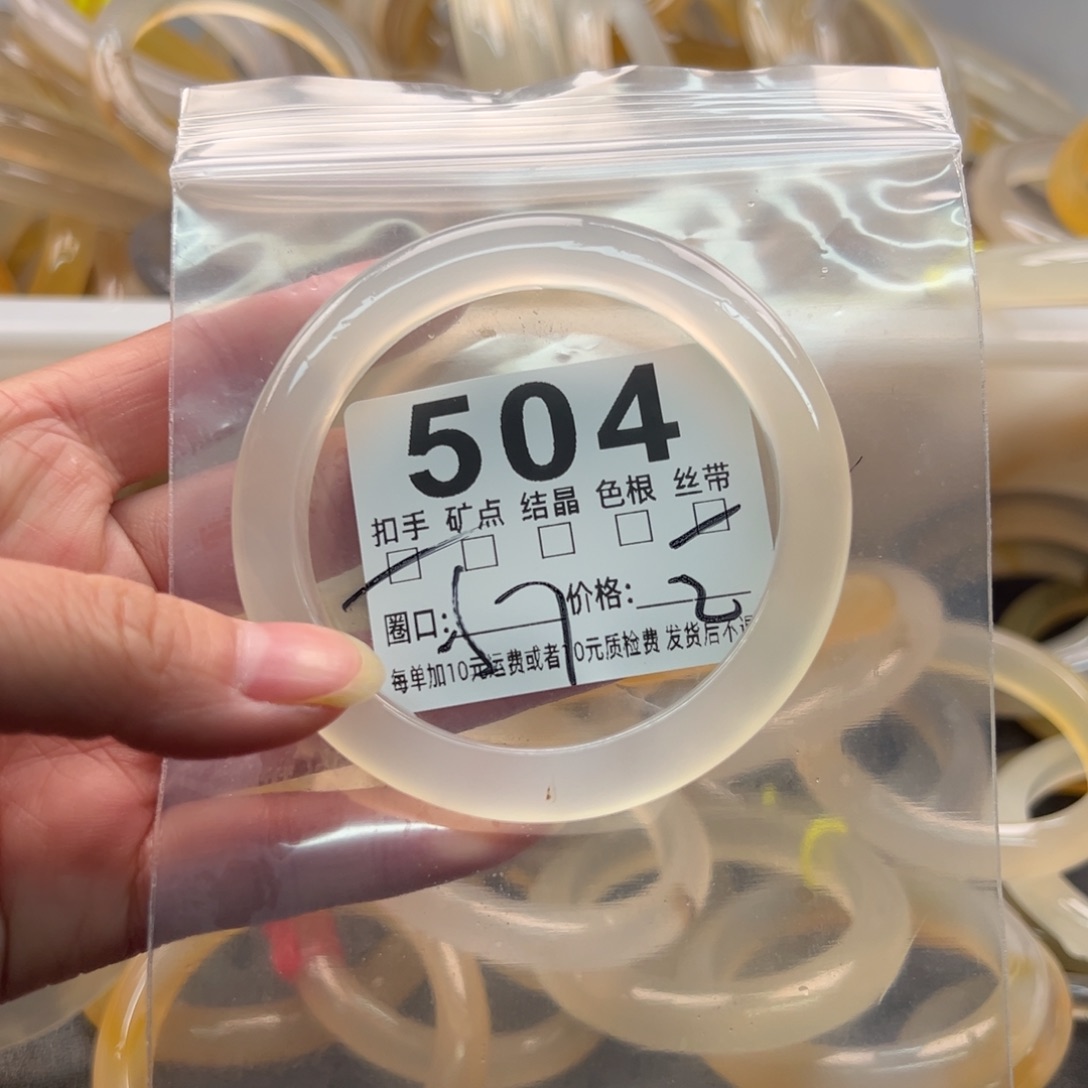 504
扣手 矿点 结晶 色根 丝带
圈口: 57 价格: 2
每单加10元运费或者10元质检费 发货后不退